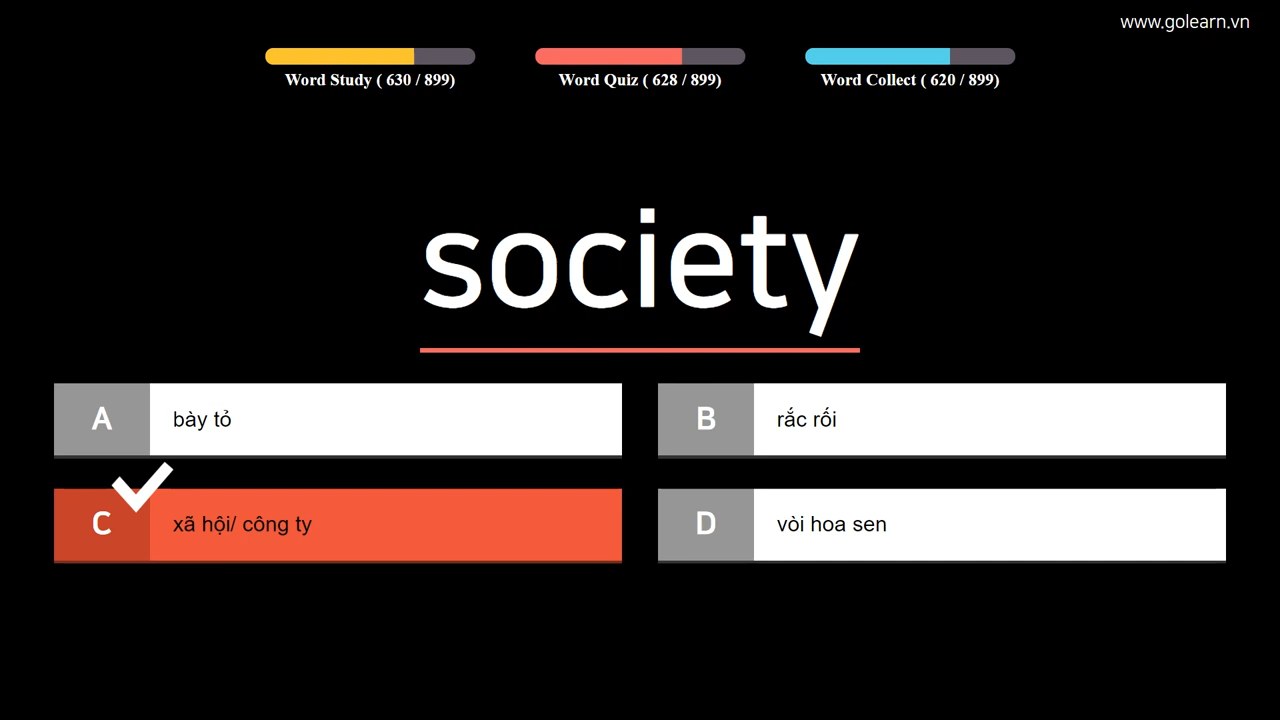 www.golearn.vn
Word Study ( 630 / 899)
Word Quiz ( 628 / 899)
Word Collect ( 620 / 899)
society
A
bày tỏ
B
rắc rối
C
xã hội/ công ty
D
vòi hoa sen